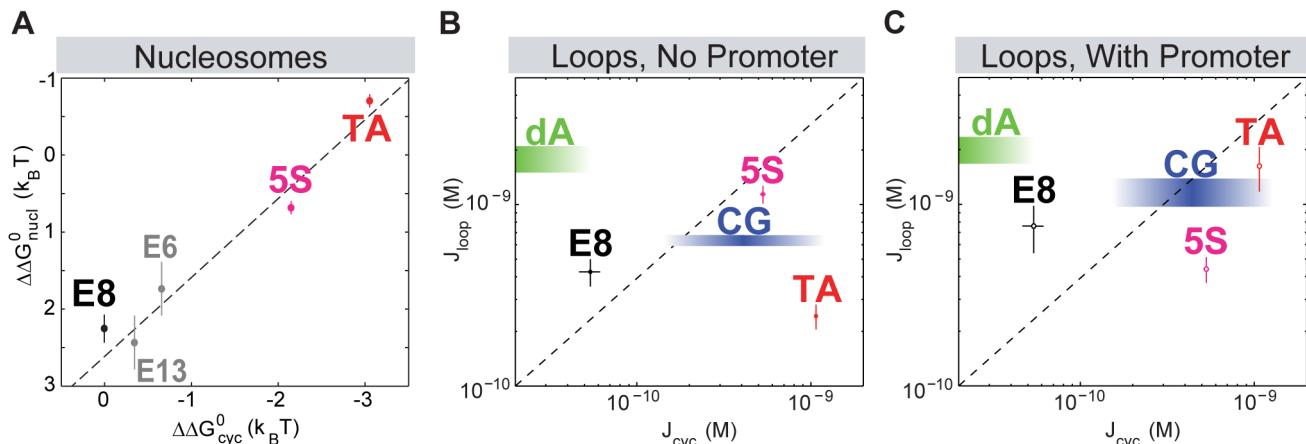 A
Nucleosomes
-1
0
1
2
3
ΔΔG⁰nucl (kBT)
TA
5S
E6
E8
E13
0
-1
-2
-3
ΔΔG⁰cyc (kBT)
B
Loops, No Promoter
Jloop (M)
10⁻⁹
10⁻¹⁰
dA
5S
CG
E8
TA
10⁻¹⁰
10⁻⁹
Jcyc (M)
C
Loops, With Promoter
Jloop (M)
10⁻⁹
10⁻¹⁰
dA
TA
CG
E8
5S
10⁻¹⁰
10⁻⁹
Jcyc (M)